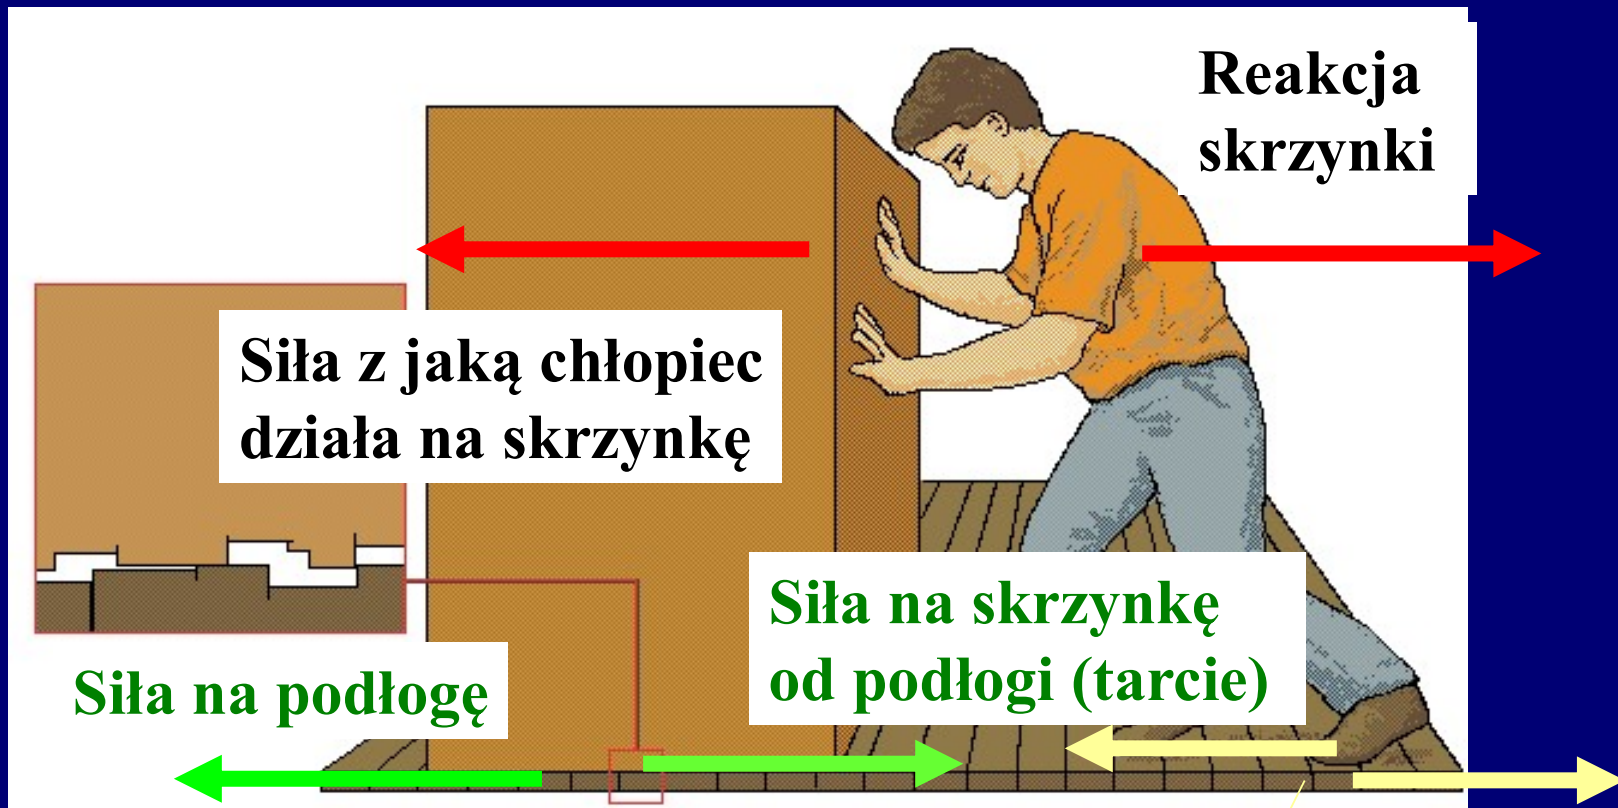 Reakcja
skrzynki
Siła z jaką chłopiec
działa na skrzynkę
Siła na skrzynkę
od podłogi (tarcie)
Siła na podłogę